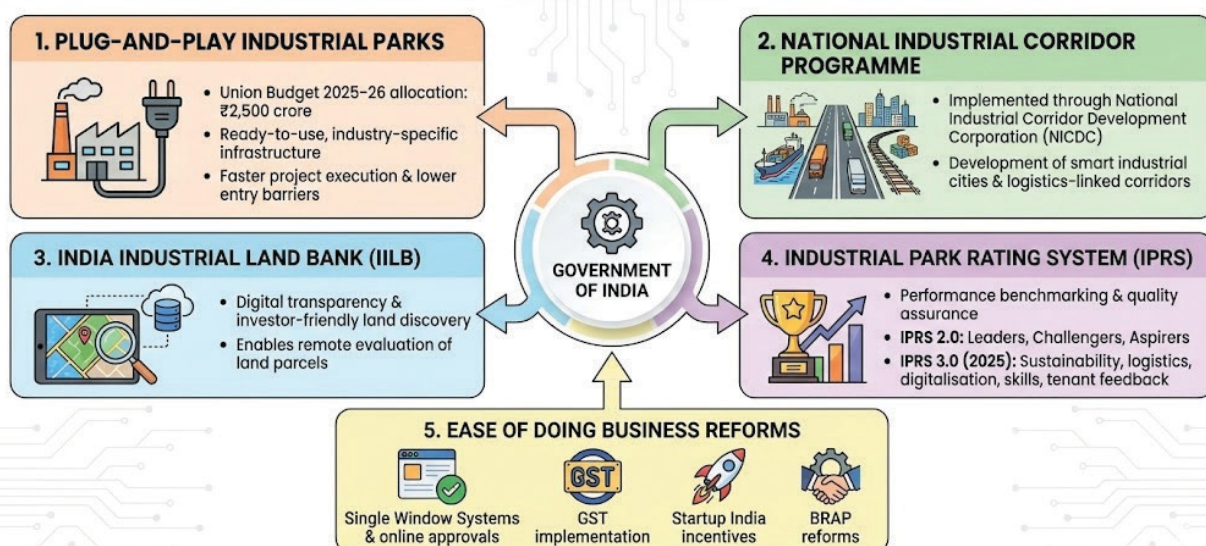 1. PLUG-AND-PLAY INDUSTRIAL PARKS
• Union Budget 2025-26 allocation:
₹2,500 crore
• Ready-to-use, industry-specific
infrastructure
• Faster project execution & lower
entry barriers
2. NATIONAL INDUSTRIAL CORRIDOR
PROGRAMME
• Implemented through National
Industrial Corridor Development
Corporation (NICDC)
• Development of smart industrial
cities & logistics-linked corridors
GOVERNMENT
OF INDIA
3. INDIA INDUSTRIAL LAND BANK (IILB)
• Digital transparency &
investor-friendly land discovery
• Enables remote evaluation of
land parcels
4. INDUSTRIAL PARK RATING SYSTEM (IPRS)
• Performance benchmarking & quality
assurance
• IPRS 2.0: Leaders, Challengers, Aspirers
• IPRS 3.0 (2025): Sustainability, logistics,
digitalisation, skills, tenant feedback
5. EASE OF DOING BUSINESS REFORMS
Single Window Systems
& online approvals
GST
GST
implementation
Startup India
incentives
BRAP
reforms